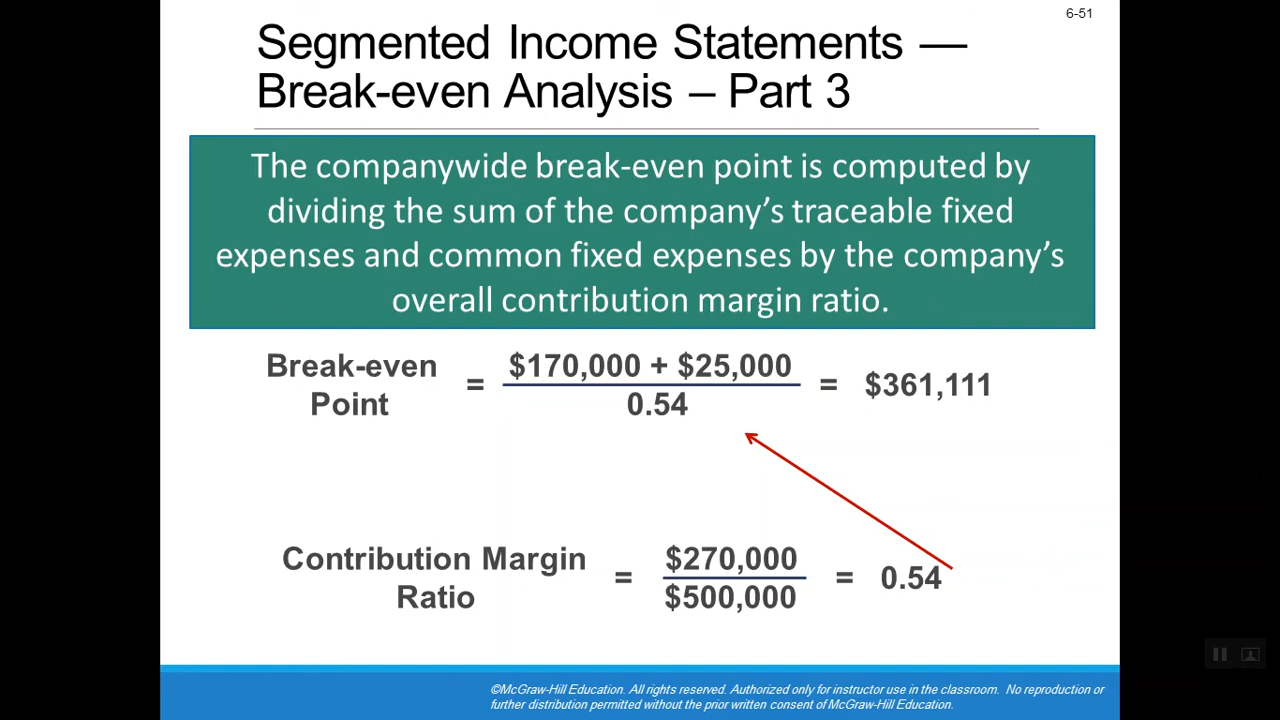 6-51
Segmented Income Statements —
Break-even Analysis – Part 3
The companywide break-even point is computed by
dividing the sum of the company’s traceable fixed
expenses and common fixed expenses by the company’s
overall contribution margin ratio.
Break-even
Point
=
$170,000 + $25,000
0.54
=
$361,111
Contribution Margin
Ratio
=
$270,000
$500,000
=
0.54
©McGraw-Hill Education. All rights reserved. Authorized only for instructor use in the classroom. No reproduction or
further distribution permitted without the prior written consent of McGraw-Hill Education.